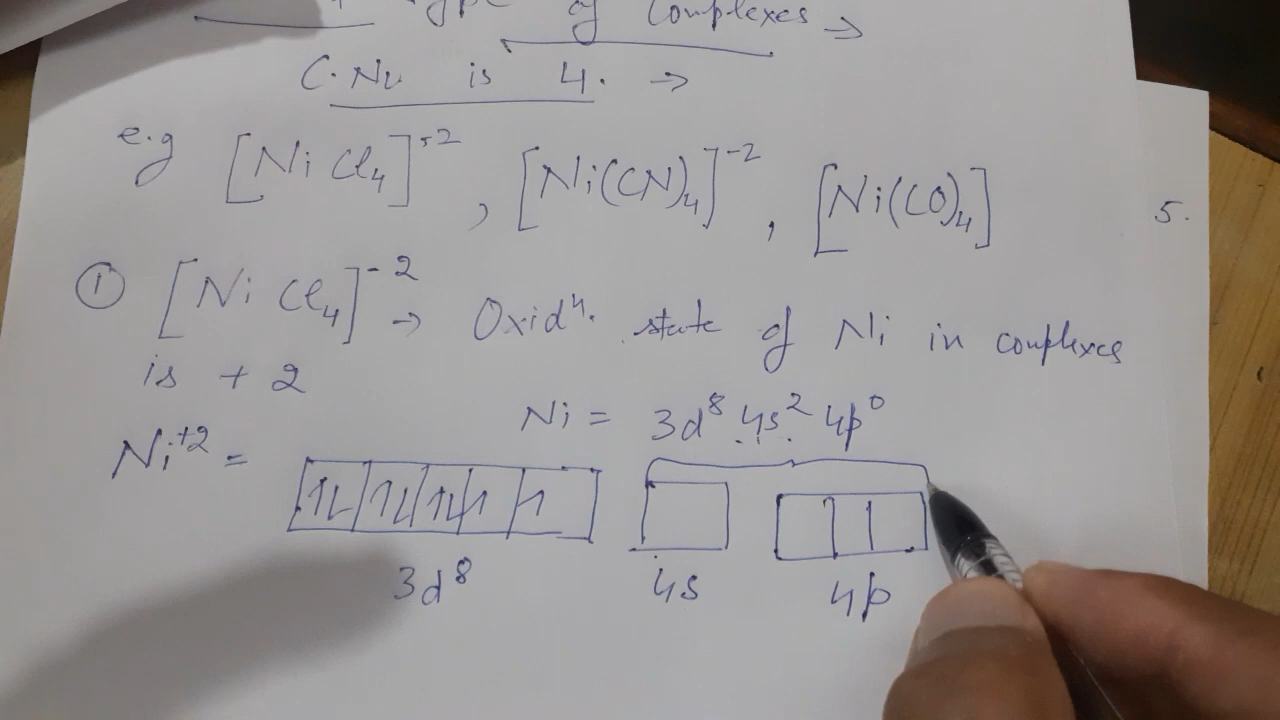 Type of Complexes →
C.No is 4. →
e.g [NiCl₄]⁺², [Ni(CN)₄]⁻², [Ni(CO)₄]
5.
① [NiCl₄]⁻² → Oxidⁿ. state of Ni in complexes
is +2
Ni = 3d⁸ 4s² 4p⁰
Ni⁺² =
3d⁸ 4s 4p